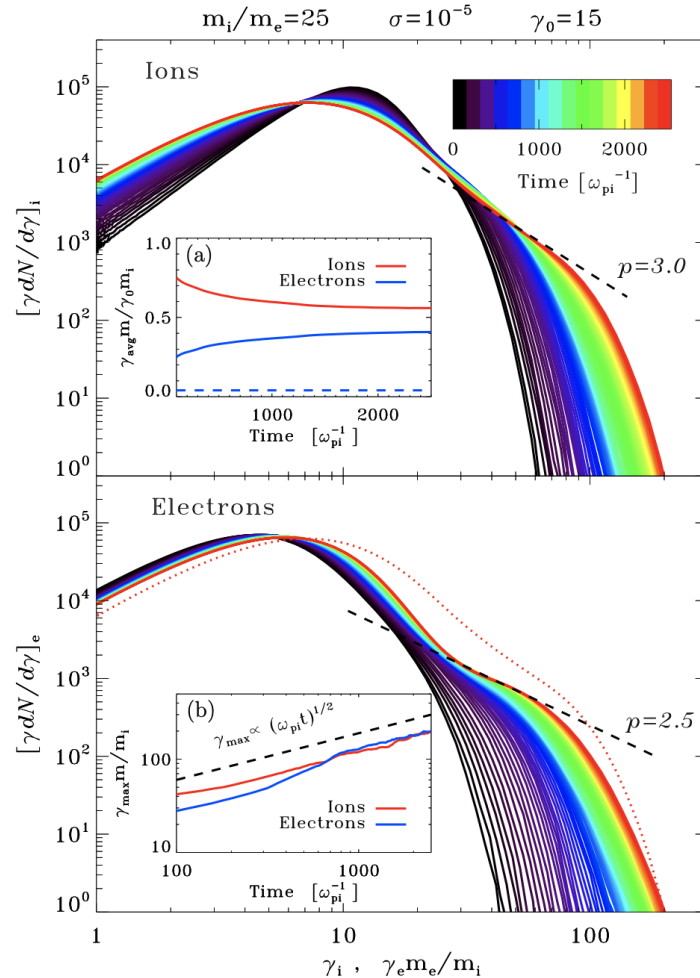 m_i/m_e=25 σ=10^-5 γ_0=15
Ions
10^5
10^4
10^3
10^2
10^1
10^0
[γdN/dγ]_i
0 1000 2000
Time [ω_pi^-1]
p=3.0
(a)
Ions
Electrons
1.0
0.5
0.0
γ_avg m/γ_0 m_i
1000 2000
Time [ω_pi^-1]
Electrons
10^5
10^4
10^3
10^2
10^1
10^0
[γdN/dγ]_e
p=2.5
(b)
γ_max ∝ (ω_pi t)^1/2
Ions
Electrons
100
10
γ_max m/m_i
100 1000
Time [ω_pi^-1]
1 10 100
γ_i , γ_e m_e/m_i